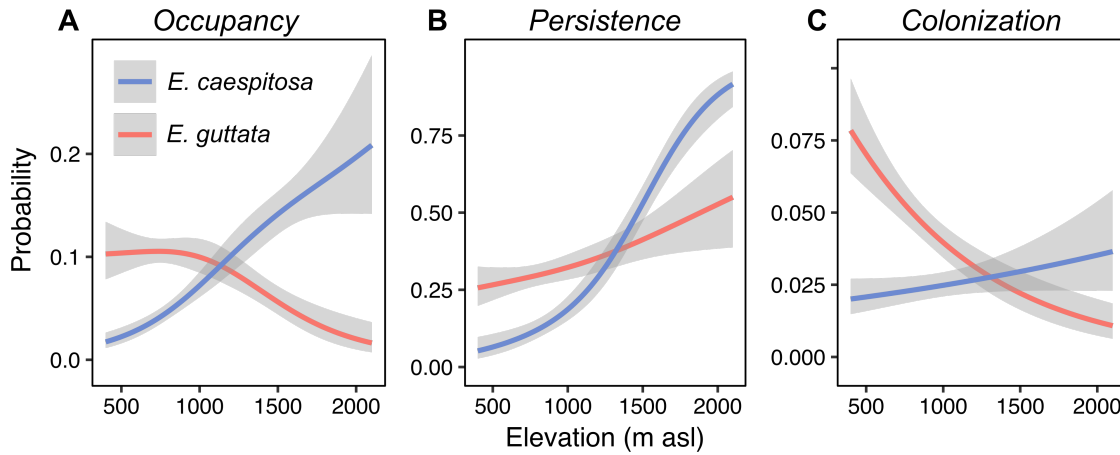 A Occupancy
B Persistence
C Colonization
E. caespitosa
E. guttata
Probability
0.2
0.1
0.0
500 1000 1500 2000
0.75
0.50
0.25
0.00
500 1000 1500 2000
0.075
0.050
0.025
0.000
500 1000 1500 2000
Elevation (m asl)